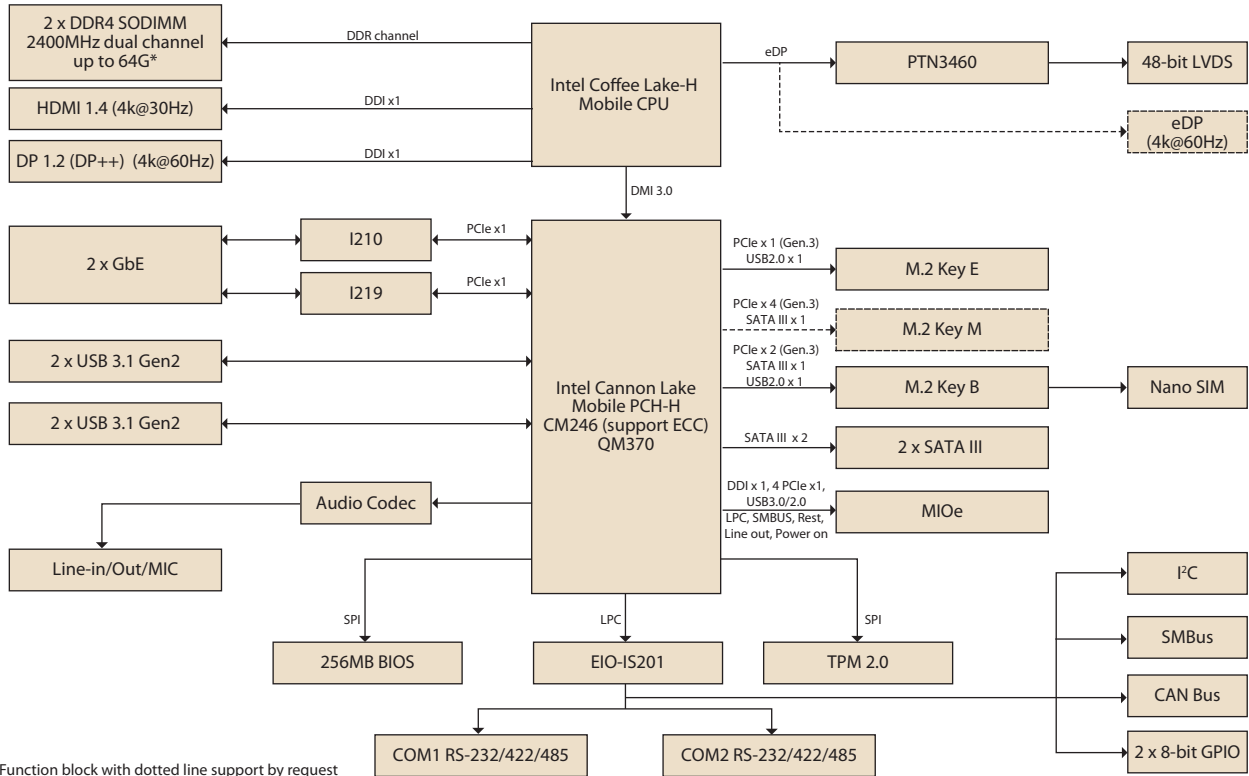 2 x DDR4 SODIMM
2400MHz dual channel
up to 64G*
DDR channel
HDMI 1.4 (4k@30Hz)
DDI x1
DP 1.2 (DP++) (4k@60Hz)
DDI x1
Intel Coffee Lake-H
Mobile CPU
eDP
PTN3460
48-bit LVDS
eDP
(4k@60Hz)
DMI 3.0
2 x GbE
I210
PCIe x1
I219
PCIe x1
2 x USB 3.1 Gen2
2 x USB 3.1 Gen2
Intel Cannon Lake
Mobile PCH-H
CM246 (support ECC)
QM370
PCIe x 1 (Gen.3)
USB2.0 x 1
M.2 Key E
PCIe x 4 (Gen.3)
SATA III x 1
M.2 Key M
PCIe x 2 (Gen.3)
SATA III x 1
USB2.0 x 1
M.2 Key B
Nano SIM
SATA III x 2
2 x SATA III
DDI x 1, 4 PCIe x1,
USB3.0/2.0
LPC, SMBUS, Rest,
Line out, Power on
MIOe
Audio Codec
Line-in/Out/MIC
SPI
256MB BIOS
LPC
EIO-IS201
SPI
TPM 2.0
I²C
SMBus
CAN Bus
2 x 8-bit GPIO
COM1 RS-232/422/485
COM2 RS-232/422/485
Function block with dotted line support by request